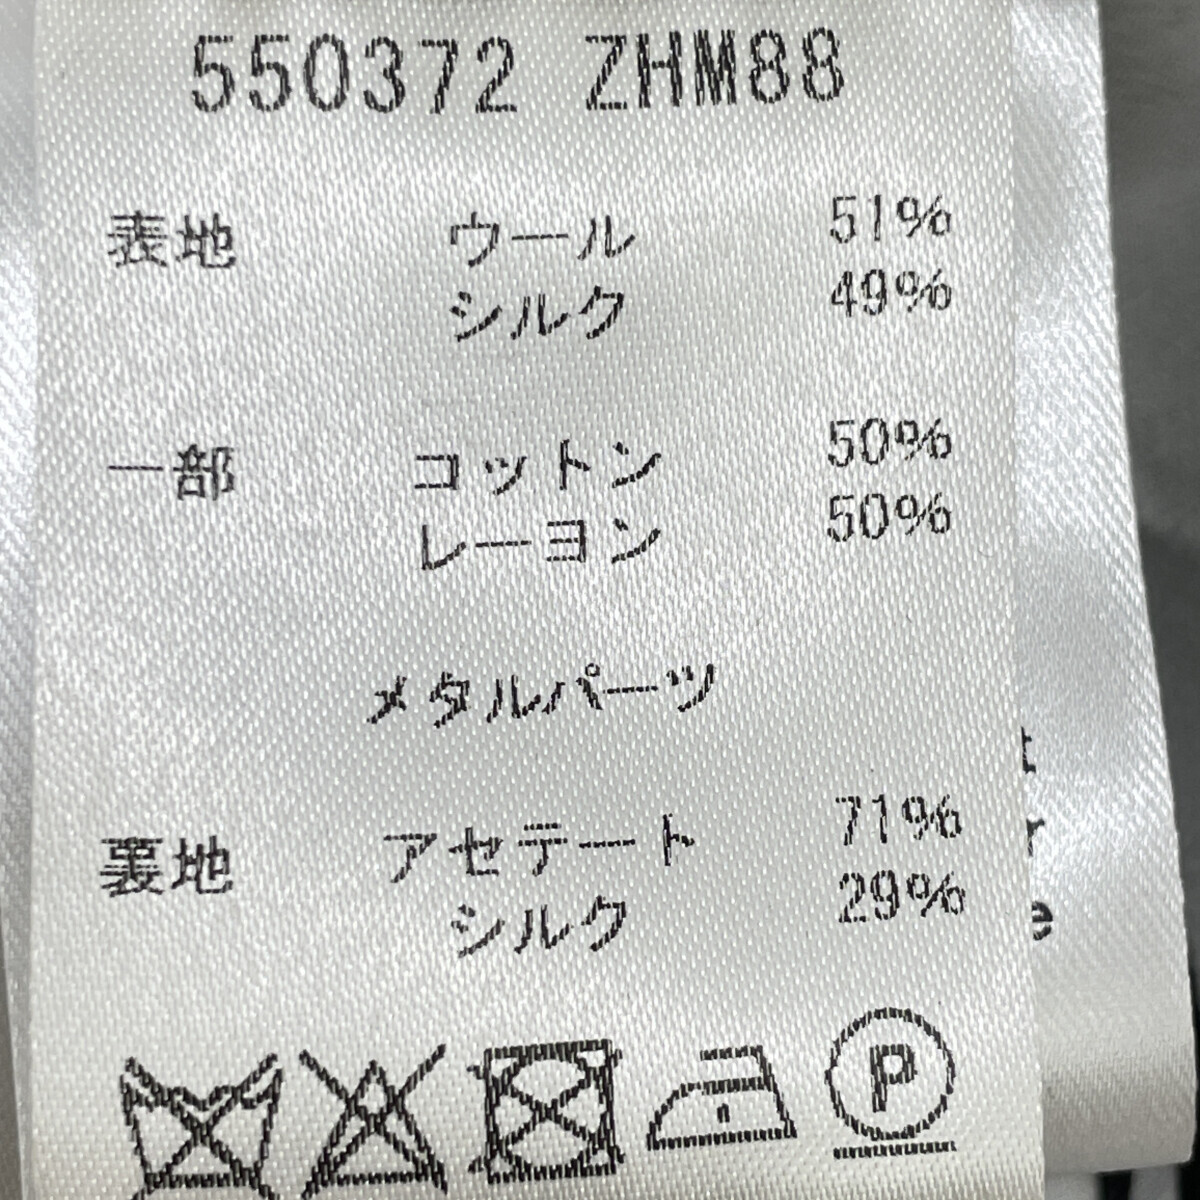 550372 ZHM88
表地 ウール 51%
シルク 49%
一部 コットン 50%
レーヨン 50%
メタルパーツ
裏地 アセテート 71%
シルク 29%
P